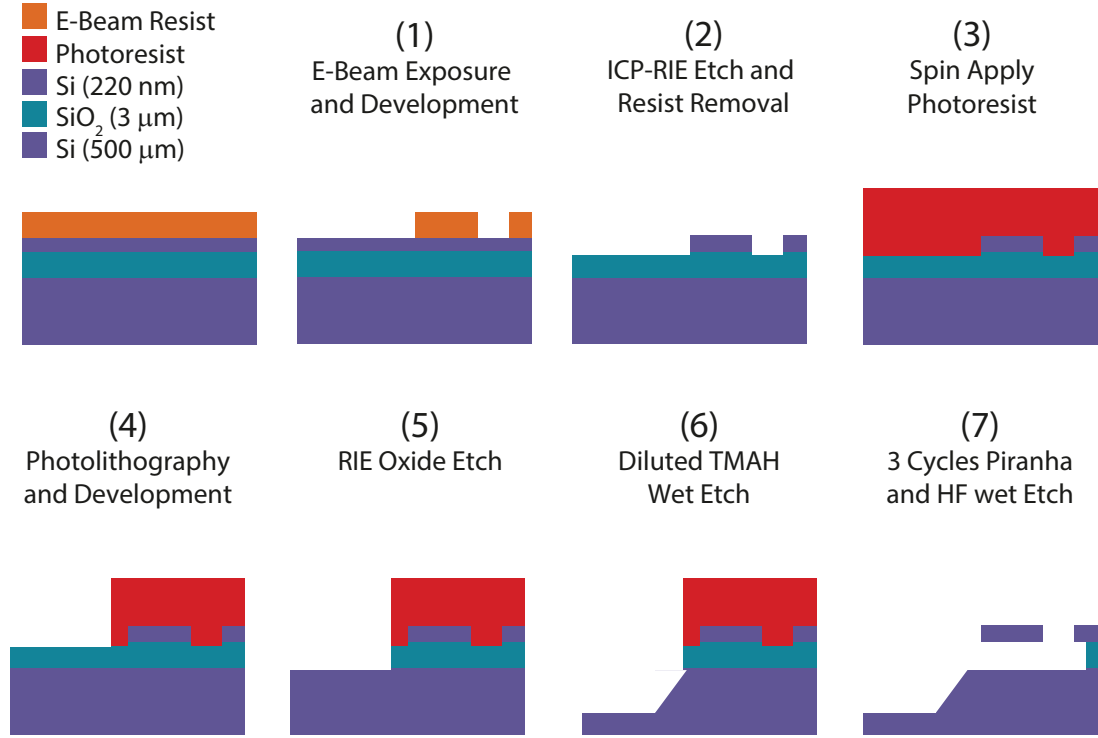 E-Beam Resist
Photoresist
Si (220 nm)
SiO₂ (3 μm)
Si (500 μm)
(1)
E-Beam Exposure
and Development
(2)
ICP-RIE Etch and
Resist Removal
(3)
Spin Apply
Photoresist
(4)
Photolithography
and Development
(5)
RIE Oxide Etch
(6)
Diluted TMAH
Wet Etch
(7)
3 Cycles Piranha
and HF wet Etch